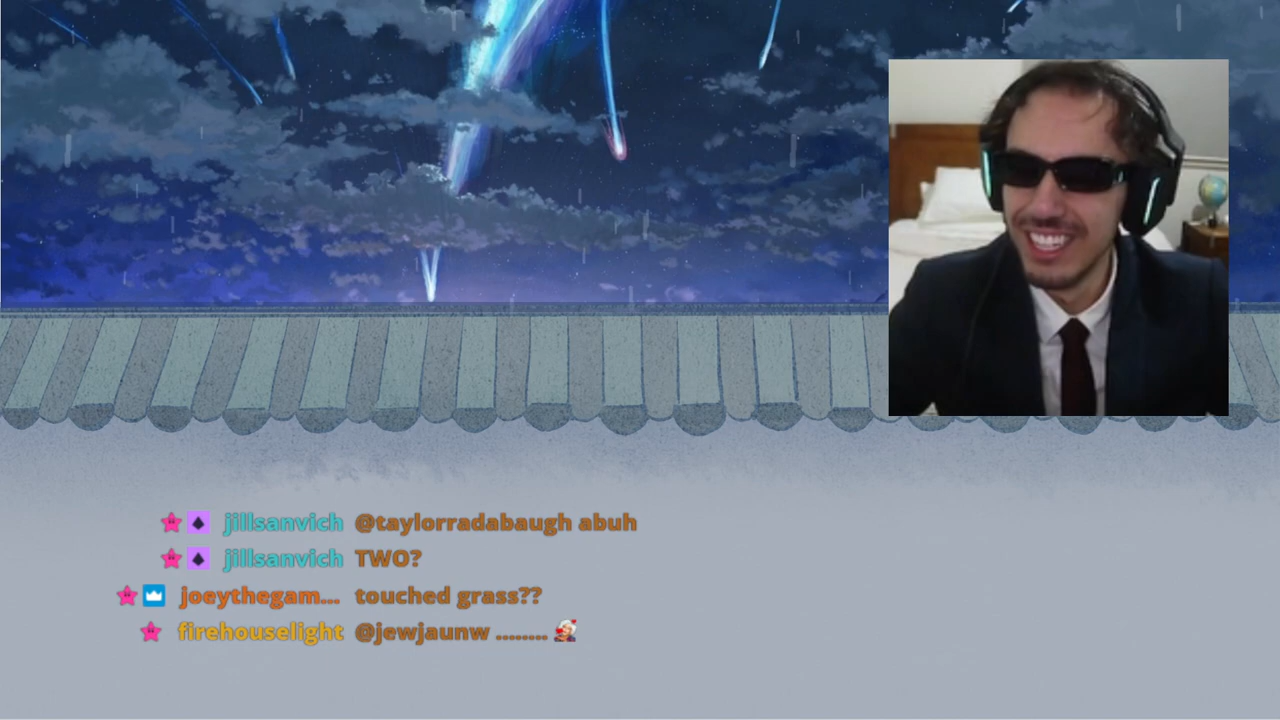 jillsanvich @taylorradabaugh abuh
jillsanvich TWO?
joeythegam... touched grass??
firehouselight @jewjaunw ........